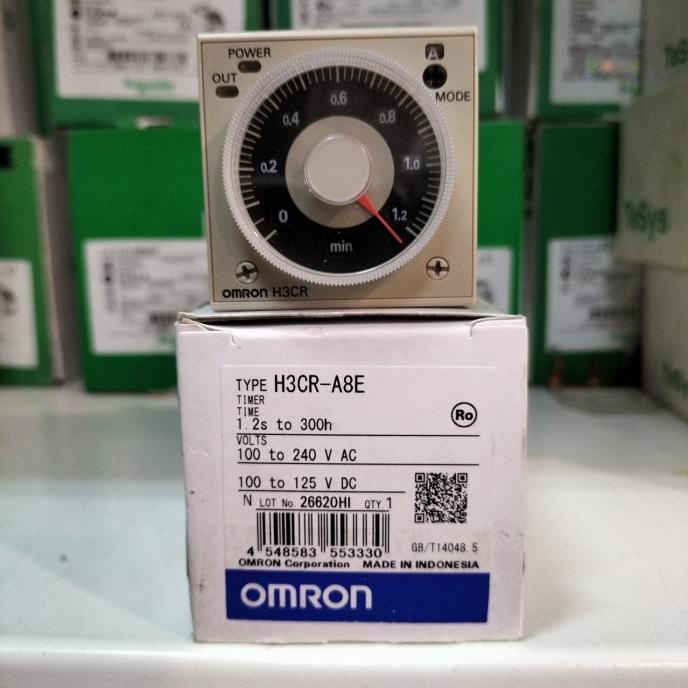 POWER
OUT
A
MODE
0.6
0.4
0.8
0.2
1.0
0
1.2
min
OMRON H3CR
TeSys
TYPE H3CR-A8E
TIMER
TIME
1.2s to 300h
Ro
VOLTS
100 to 240 V AC
100 to 125 V DC
N LOT No. 26620HI QTY 1
4 548583 553330
GB/T14048.5
OMRON Corporation MADE IN INDONESIA
OMRON